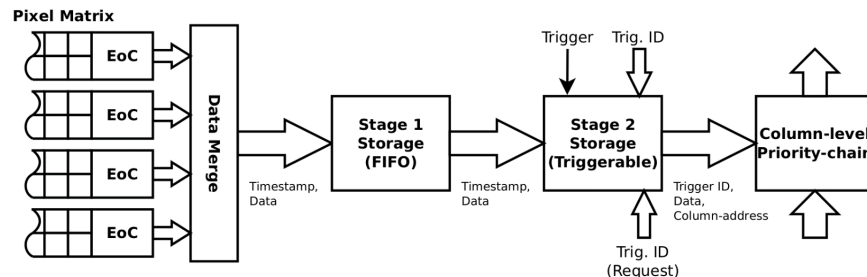 Pixel Matrix
EoC
EoC
EoC
EoC
Data Merge
Timestamp,
Data
Stage 1
Storage
(FIFO)
Timestamp,
Data
Trigger
Trig. ID
Stage 2
Storage
(Triggerable)
Trig. ID
(Request)
Trigger ID,
Data,
Column-address
Column-level
Priority-chain